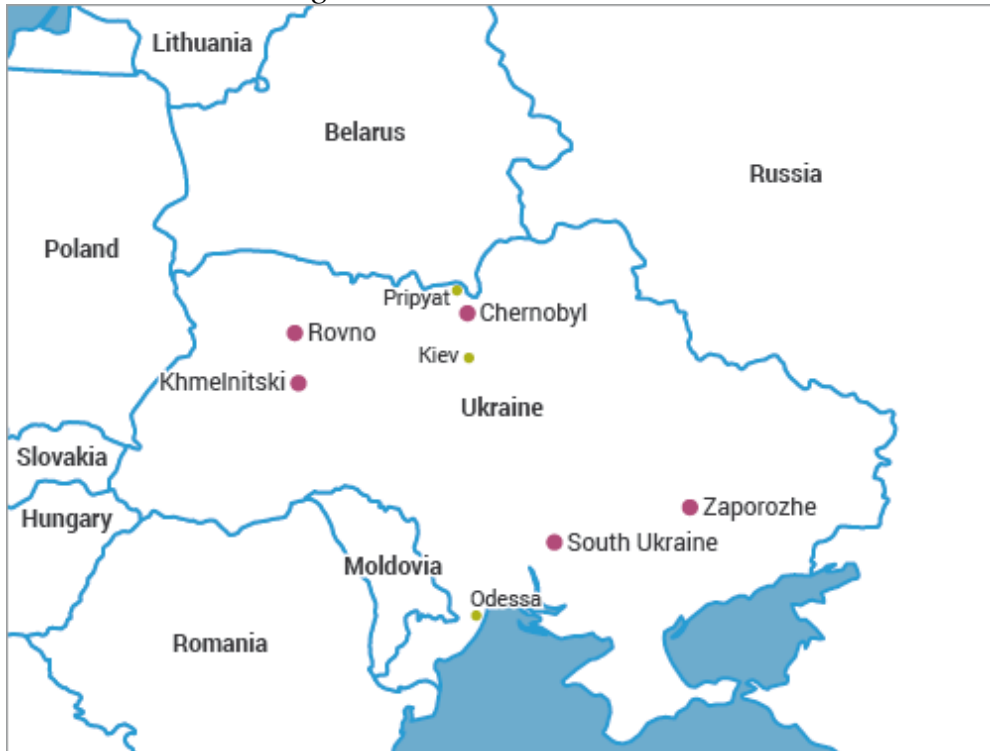 Lithuania
Belarus
Russia
Poland
Pripyat
Chernobyl
Rovno
Kiev
Khmelnitski
Ukraine
Slovakia
Zaporozhe
Hungary
South Ukraine
Moldovia
Odessa
Romania